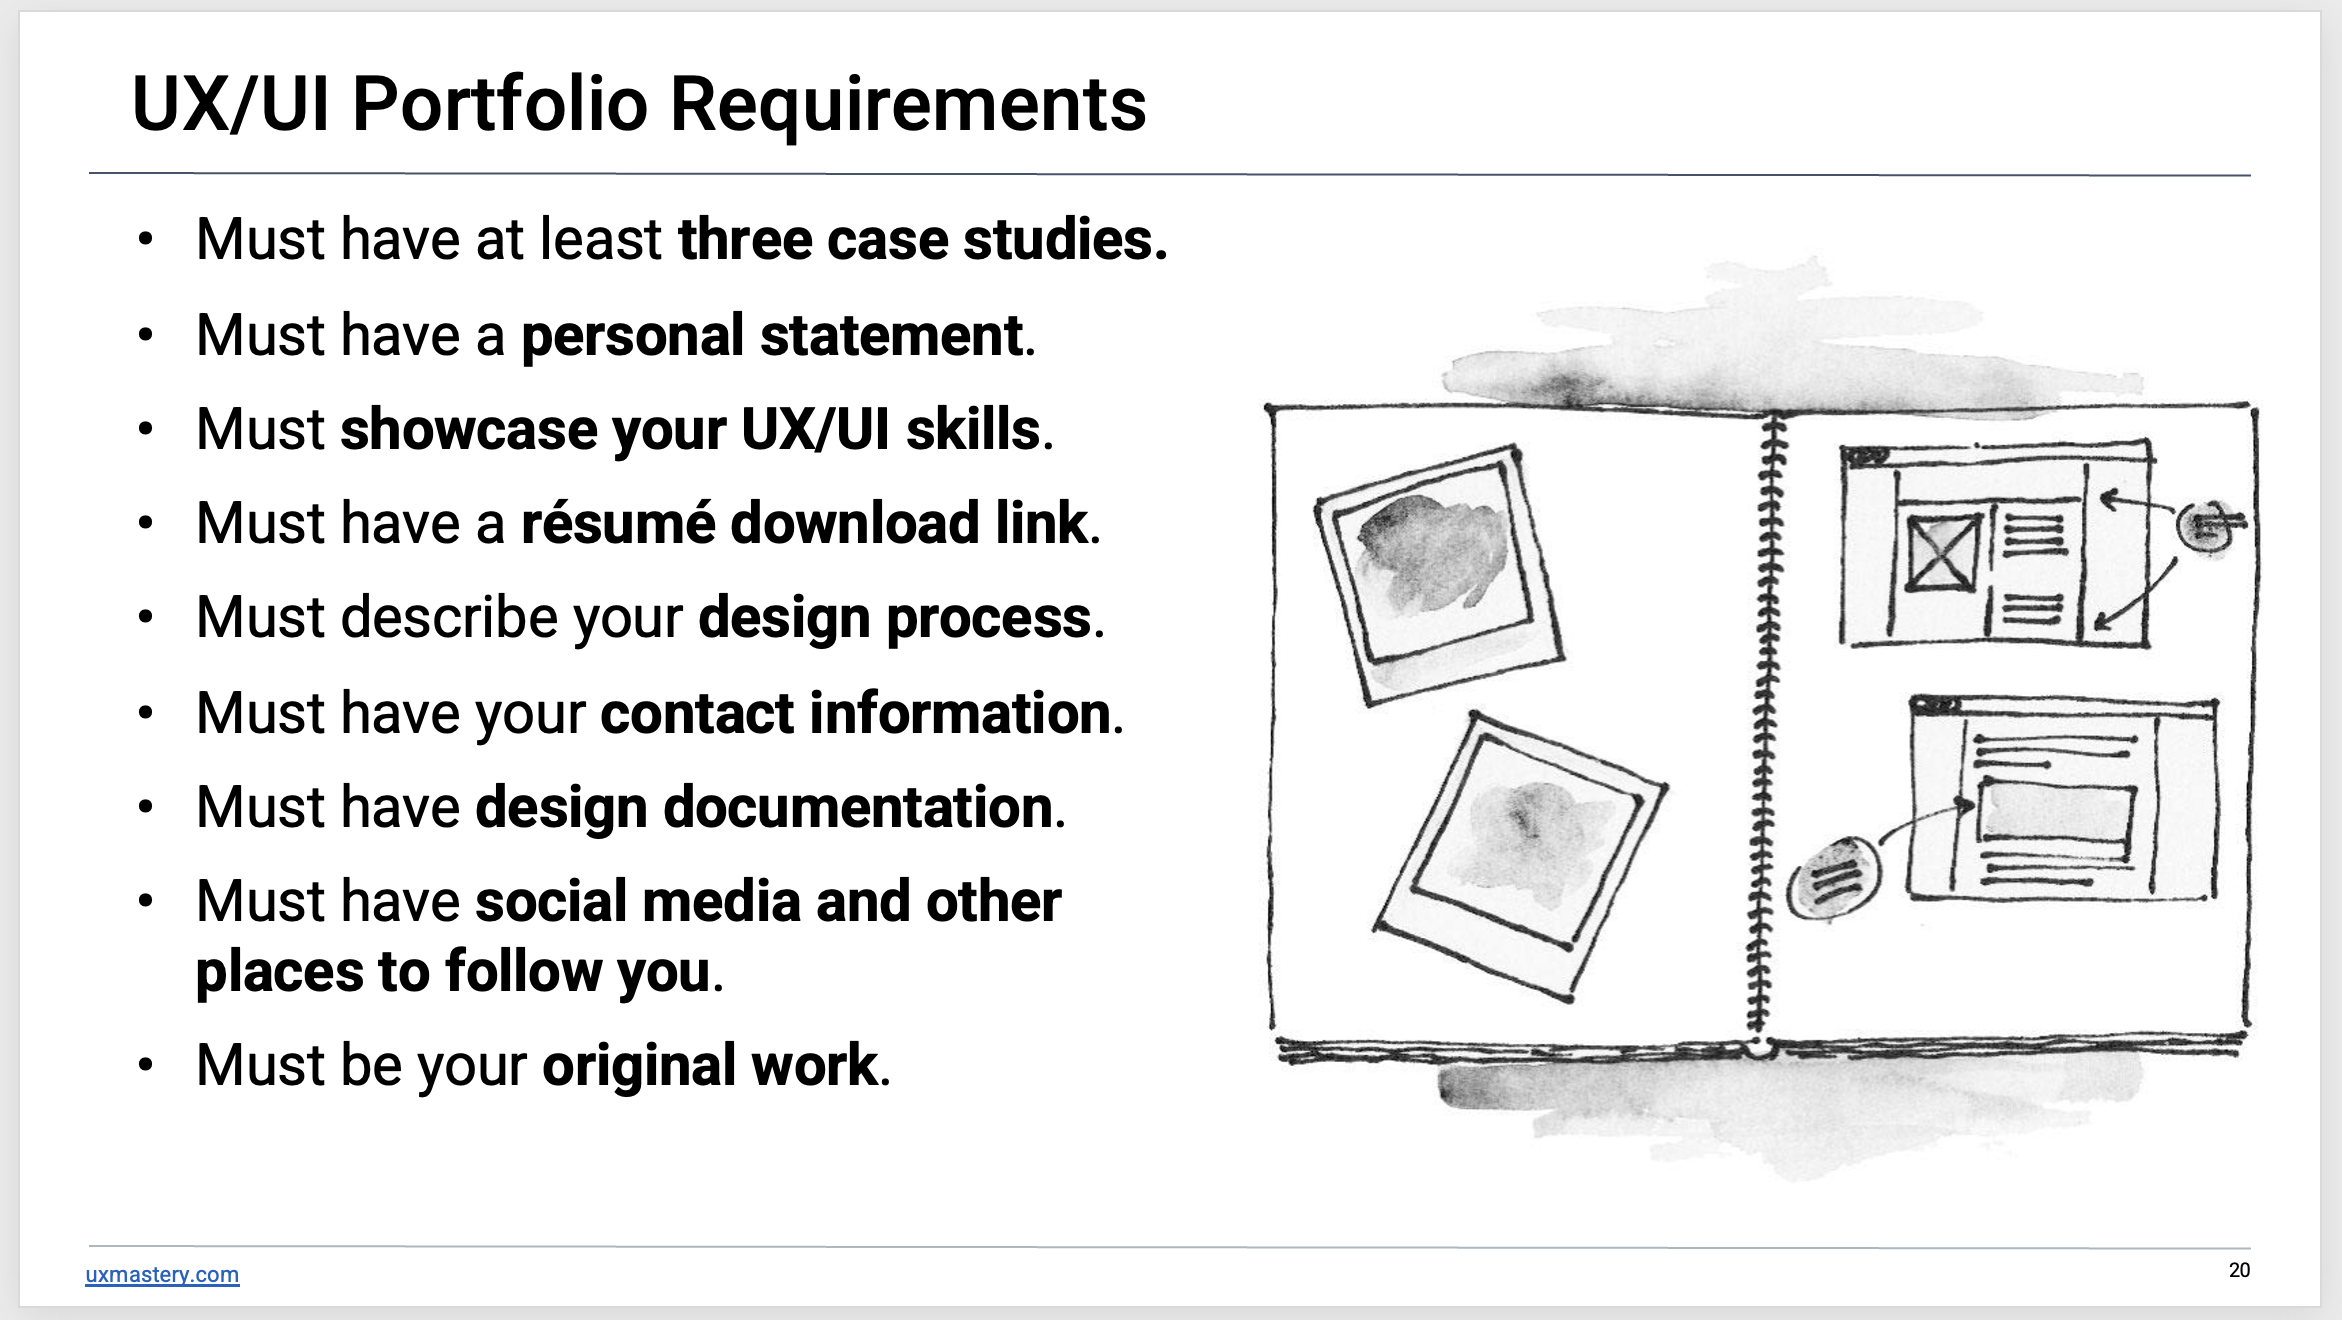 UX/UI Portfolio Requirements
• Must have at least three case studies.
• Must have a personal statement.
• Must showcase your UX/UI skills.
• Must have a résumé download link.
• Must describe your design process.
• Must have your contact information.
• Must have design documentation.
• Must have social media and other
places to follow you.
• Must be your original work.
uxmastery.com
20